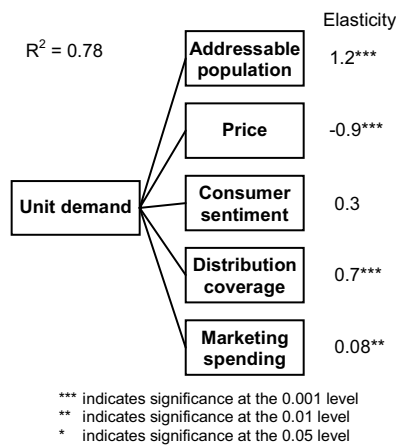 Elasticity
R² = 0.78
Addressable
population
1.2***
Price
-0.9***
Unit demand
Consumer
sentiment
0.3
Distribution
coverage
0.7***
Marketing
spending
0.08**
*** indicates significance at the 0.001 level
** indicates significance at the 0.01 level
* indicates significance at the 0.05 level